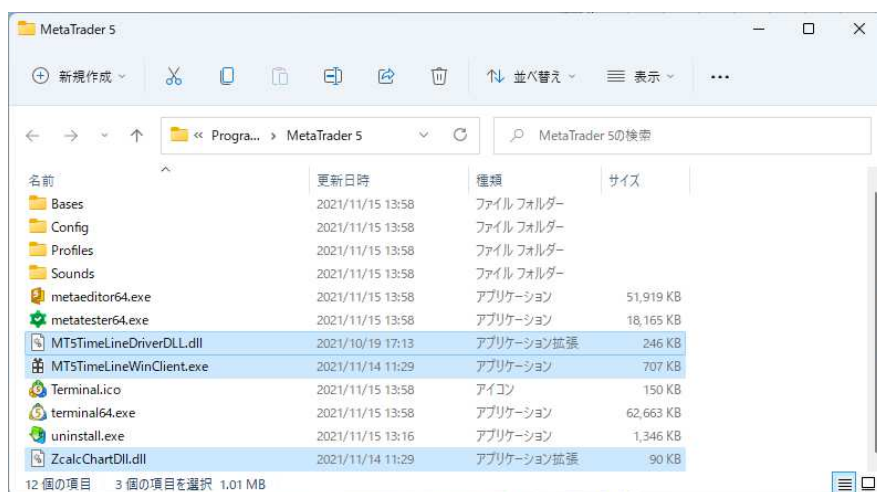 MetaTrader 5
新規作成 並べ替え 表示
« Progra... › MetaTrader 5 MetaTrader 5の検索
名前 更新日時 種類 サイズ
Bases 2021/11/15 13:58 ファイル フォルダー
Config 2021/11/15 13:58 ファイル フォルダー
Profiles 2021/11/15 13:58 ファイル フォルダー
Sounds 2021/11/15 13:58 ファイル フォルダー
metaeditor64.exe 2021/11/15 13:58 アプリケーション 51,919 KB
metatester64.exe 2021/11/15 13:58 アプリケーション 18,165 KB
MT5TimeLineDriverDLL.dll 2021/10/19 17:13 アプリケーション拡張 246 KB
MT5TimeLineWinClient.exe 2021/11/14 11:29 アプリケーション 707 KB
Terminal.ico 2021/11/15 13:58 アイコン 150 KB
terminal64.exe 2021/11/15 13:58 アプリケーション 62,663 KB
uninstall.exe 2021/11/15 13:16 アプリケーション 1,346 KB
ZcalcChartDll.dll 2021/11/14 11:29 アプリケーション拡張 90 KB
12 個の項目 3 個の項目を選択 1.01 MB